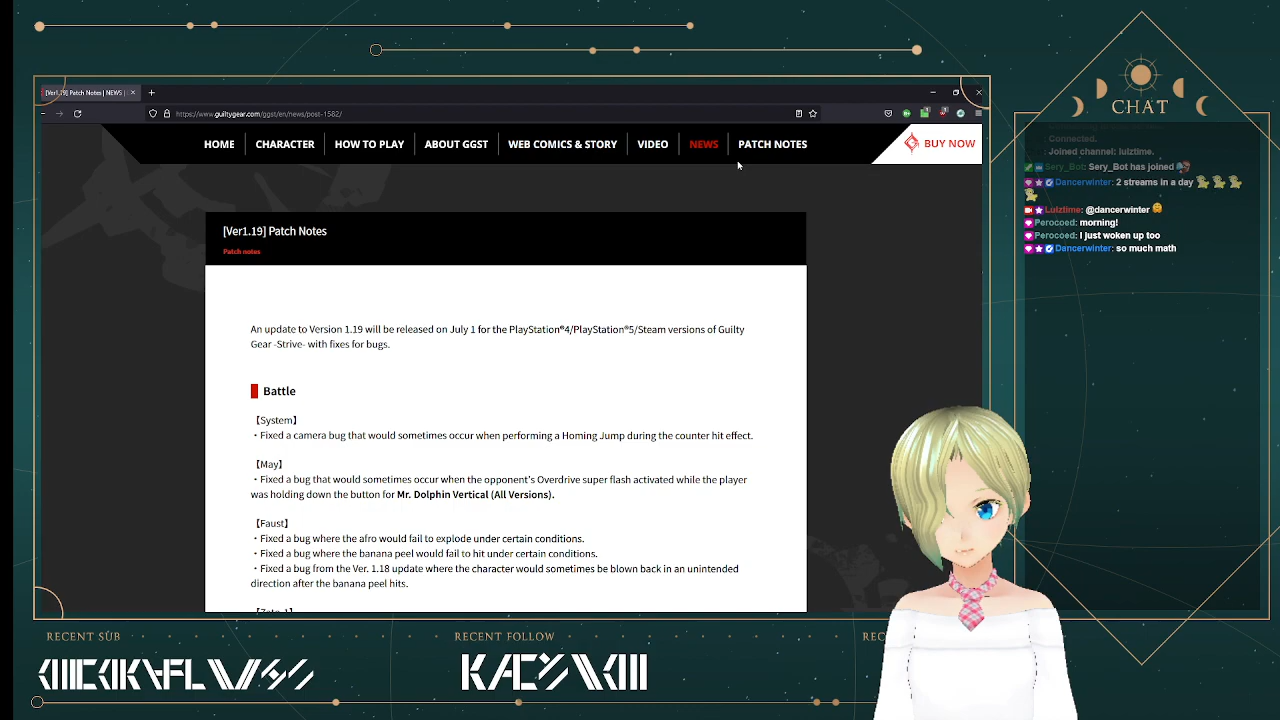 [Ver1.19] Patch Notes | NEWS |
https://www.guiltygear.com/ggst/en/news/post-1582/
HOME
CHARACTER
HOW TO PLAY
ABOUT GGST
WEB COMICS & STORY
VIDEO
NEWS
PATCH NOTES
BUY NOW
[Ver1.19] Patch Notes
Patch notes
An update to Version 1.19 will be released on July 1 for the PlayStation®4/PlayStation®5/Steam versions of Guilty
Gear -Strive- with fixes for bugs.
Battle
【System】
・Fixed a camera bug that would sometimes occur when performing a Homing Jump during the counter hit effect.
【May】
・Fixed a bug that would sometimes occur when the opponent's Overdrive super flash activated while the player
was holding down the button for Mr. Dolphin Vertical (All Versions).
【Faust】
・Fixed a bug where the afro would fail to explode under certain conditions.
・Fixed a bug where the banana peel would fail to hit under certain conditions.
・Fixed a bug from the Ver. 1.18 update where the character would sometimes be blown back in an unintended
direction after the banana peel hits.
CHAT
Connected.
Joined channel: lulztime.
Sery_Bot: Sery_Bot has joined
Dancerwinter: 2 streams in a day
Lulztime: @dancerwinter
Perocoed: morning!
Perocoed: I just woken up too
Dancerwinter: so much math
RECENT SUB
RECENT FOLLOW